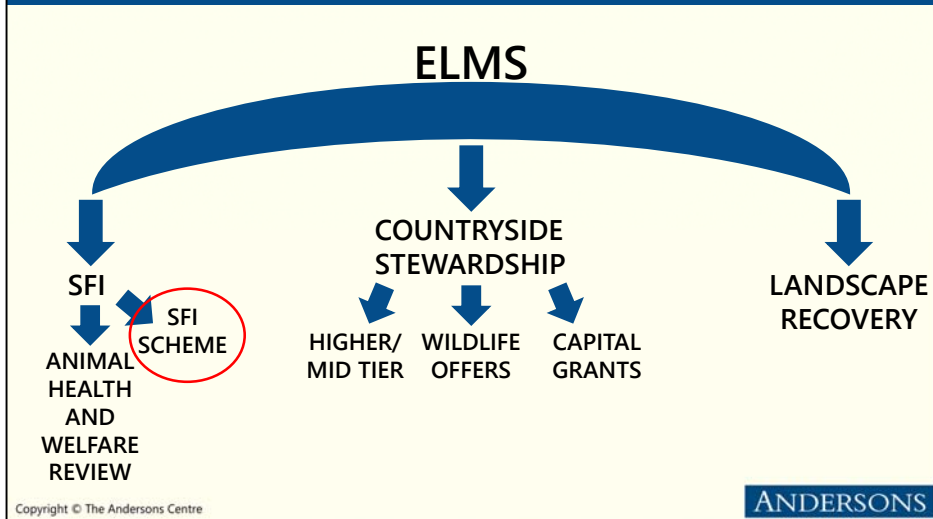 ELMS
SFI
SFI
SCHEME
ANIMAL
HEALTH
AND
WELFARE
REVIEW
COUNTRYSIDE
STEWARDSHIP
HIGHER/
MID TIER
WILDLIFE
OFFERS
CAPITAL
GRANTS
LANDSCAPE
RECOVERY
Copyright © The Andersons Centre
ANDERSONS